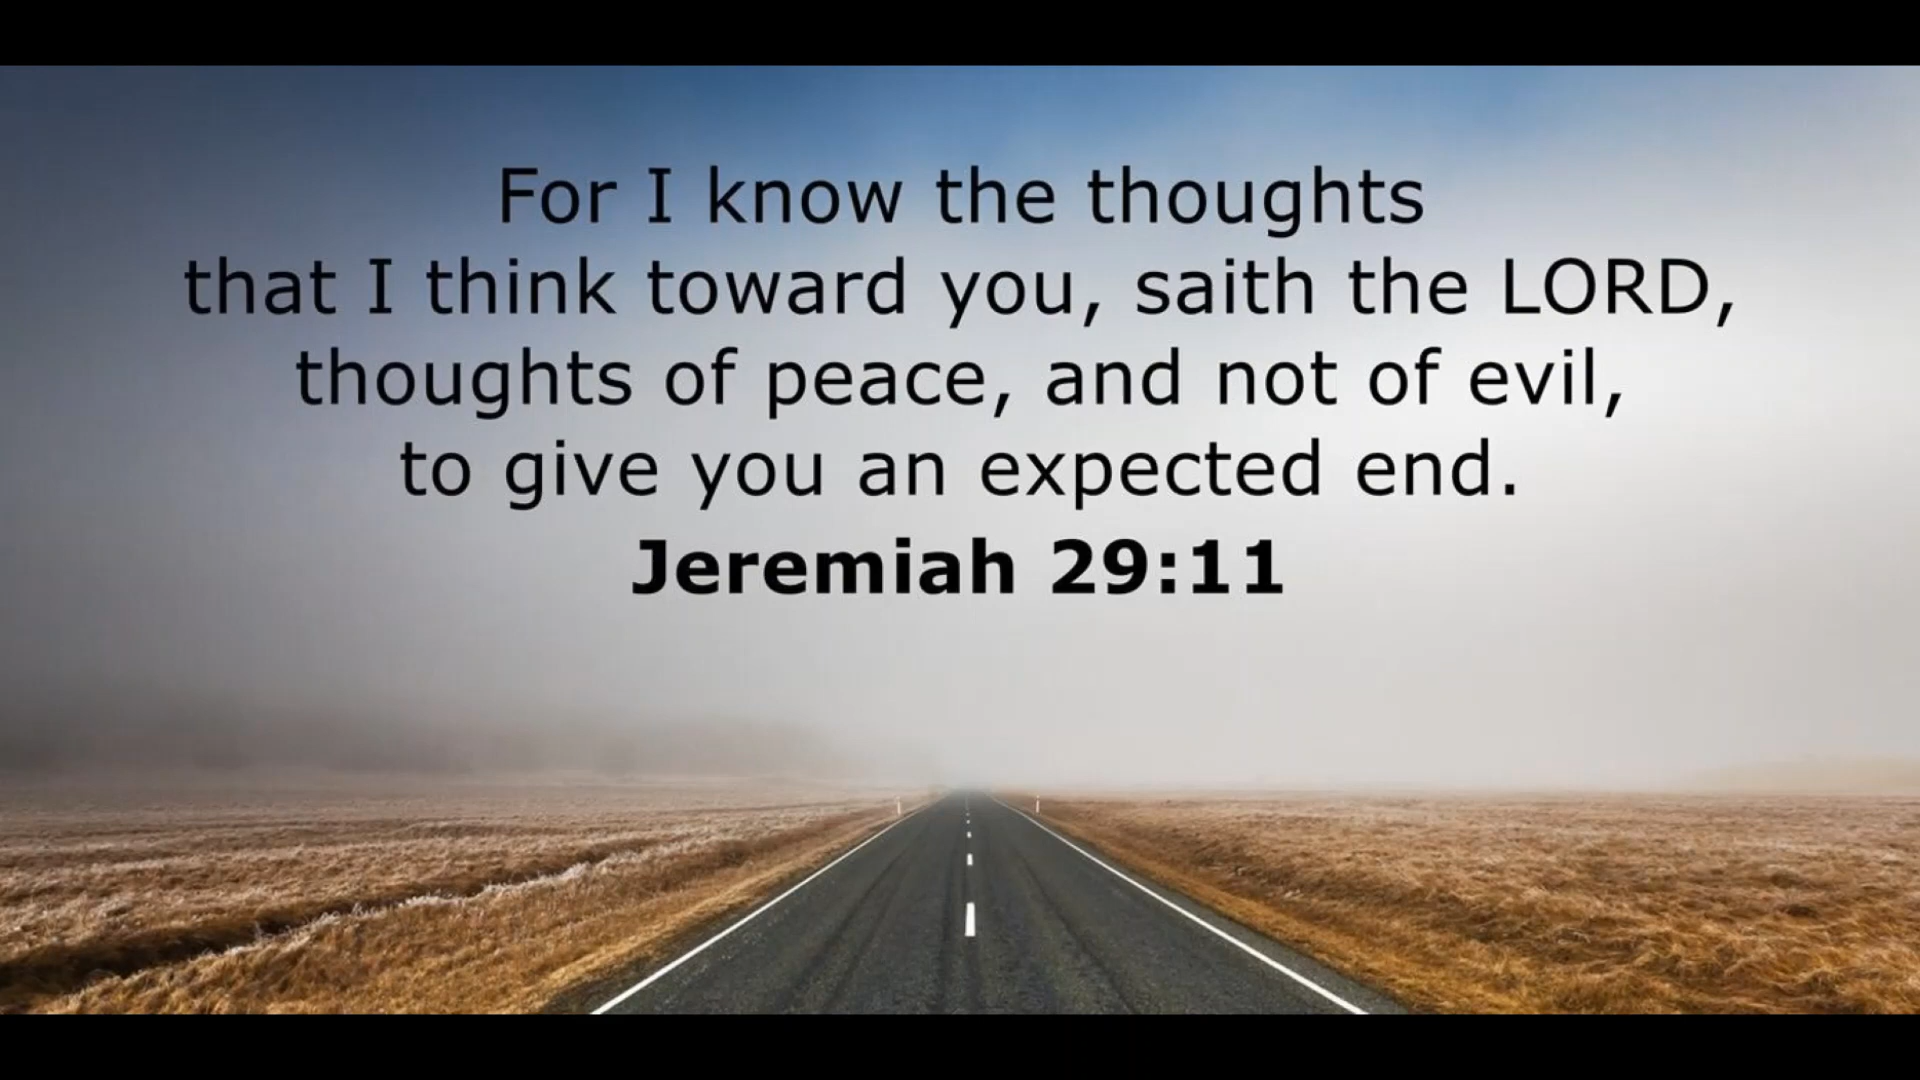 For I know the thoughts
that I think toward you, saith the LORD,
thoughts of peace, and not of evil,
to give you an expected end.
Jeremiah 29:11